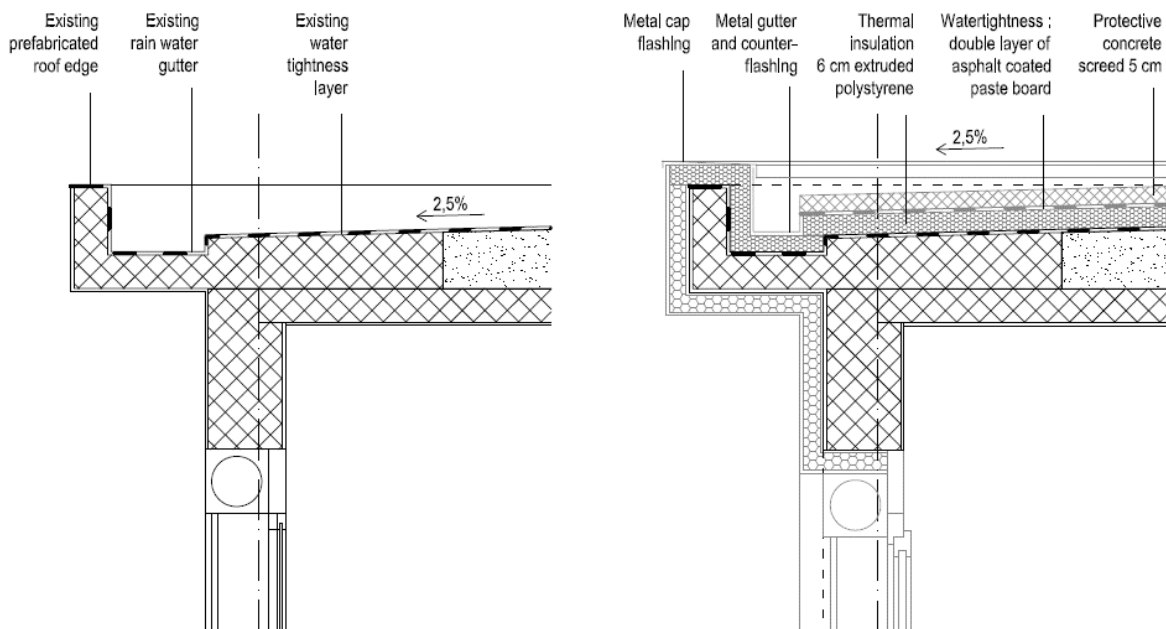 Existing
prefabricated
roof edge
Existing
rain water
gutter
Existing
water
tightness
layer
2,5%
Metal cap
flashing
Metal gutter
and counter-
flashing
Thermal
insulation
6 cm extruded
polystyrene
Watertightness ;
double layer of
asphalt coated
paste board
Protective
concrete
screed 5 cm
2,5%